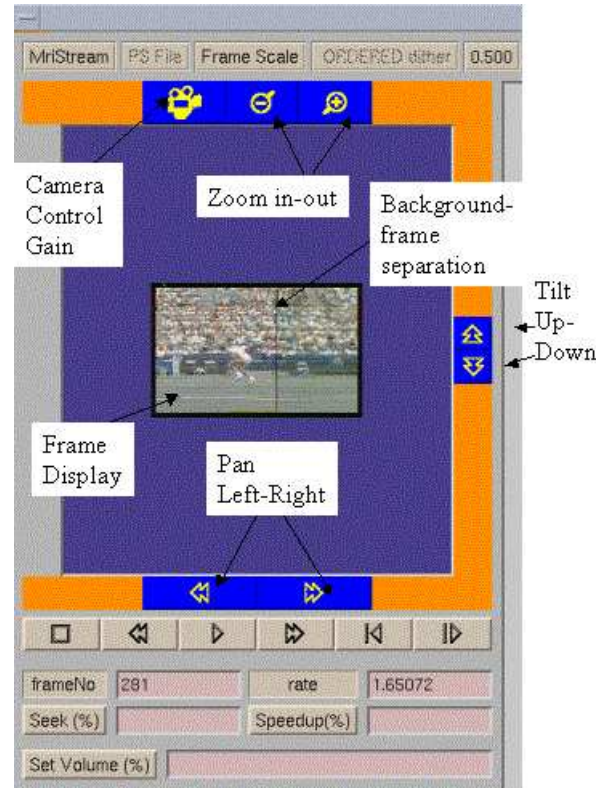 MriStream PS File Frame Scale ORDERED dither 0.500
Camera
Control
Gain
Zoom in-out
Background-
frame
separation
Tilt
Up-
Down
Frame
Display
Pan
Left-Right
frameNo 281 rate 1.65072
Seek (%) Speedup(%)
Set Volume (%)